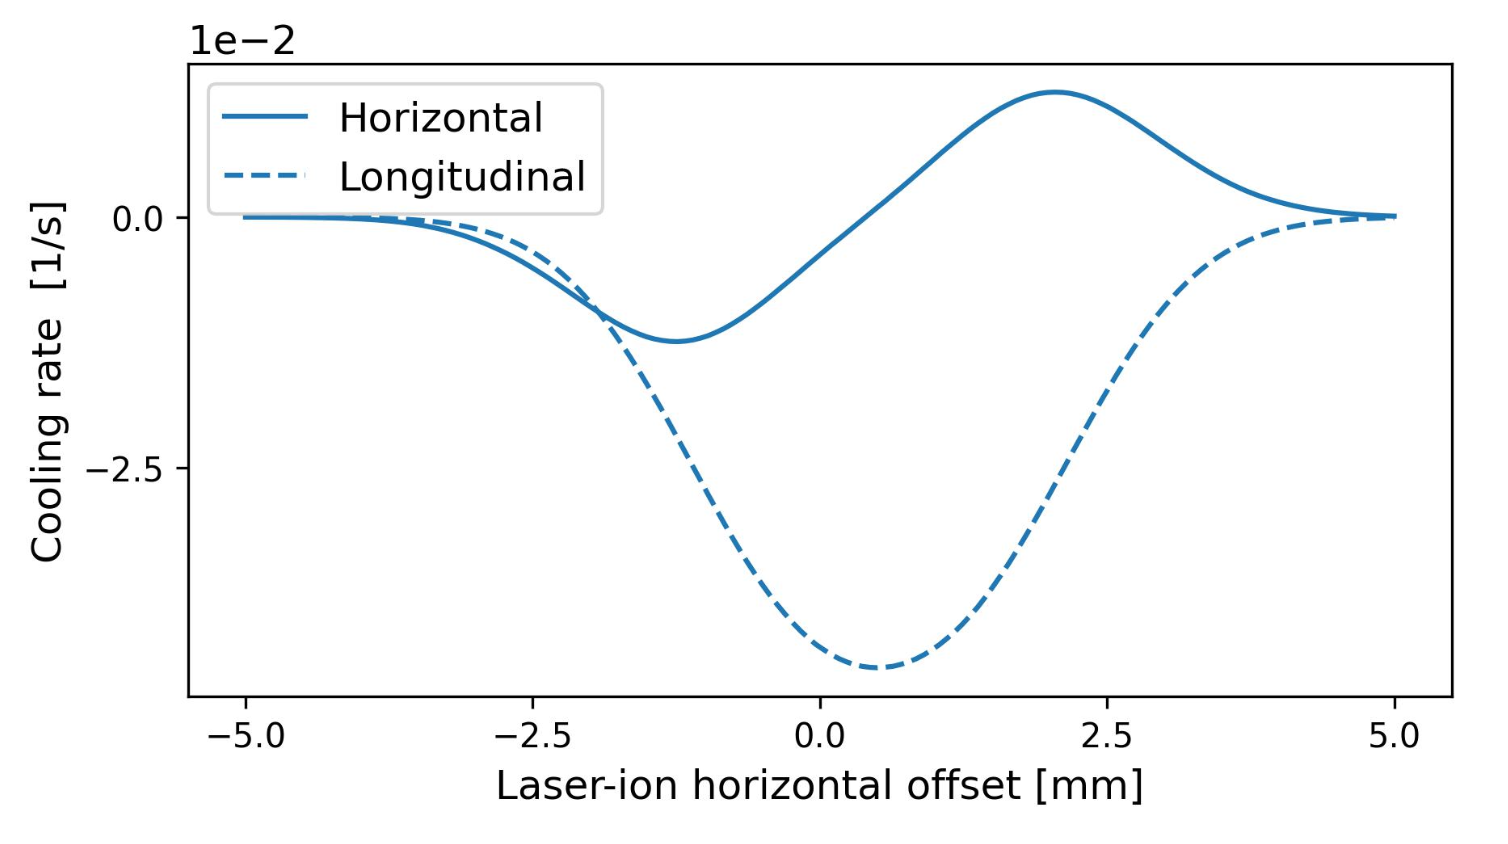 1e−2
Horizontal
Longitudinal
Cooling rate [1/s]
0.0
−2.5
−5.0 −2.5 0.0 2.5 5.0
Laser-ion horizontal offset [mm]